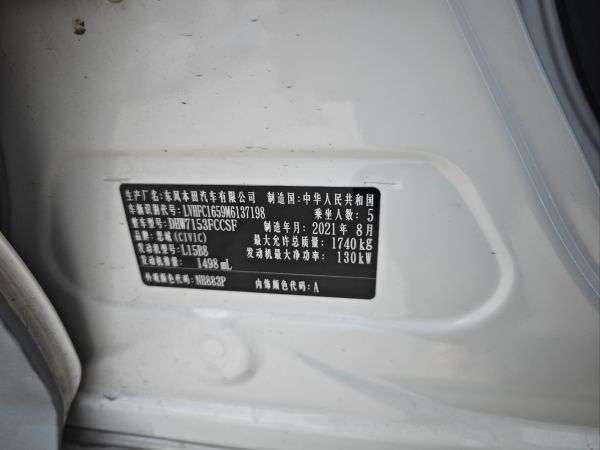 生产厂名:东风本田汽车有限公司 制造国:中华人民共和国
车辆识别代号:LVHFC1659M6137198 乘坐人数:5
整车型号:DHW7153FCCSF 制造年月:2021年8月
品牌:思域(CIVIC) 最大允许总质量:1740kg
发动机型号:L15B8 发动机最大净功率:130kW
发动机排量:1498 mL
外观颜色代码:NH883P 内饰颜色代码:A